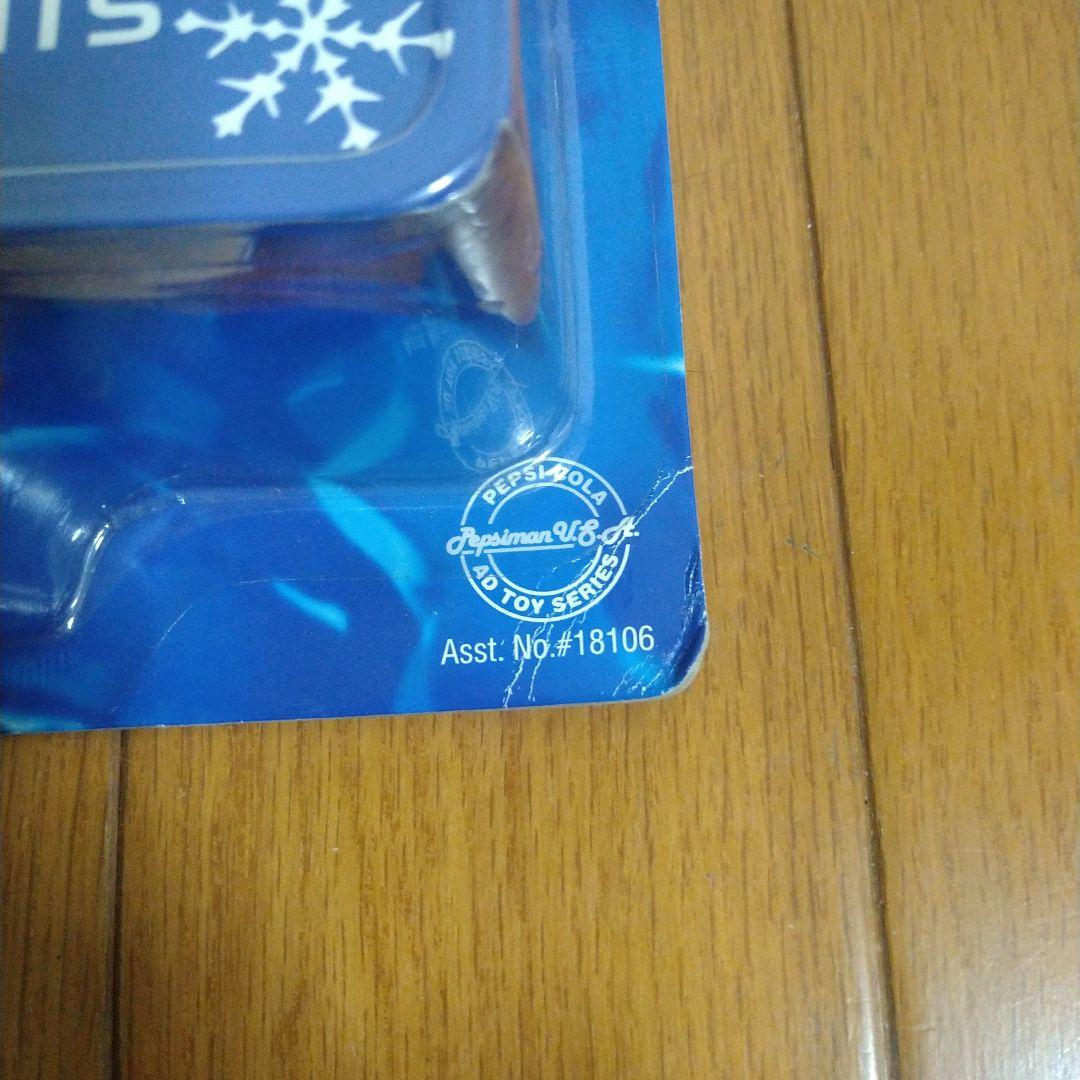 PEPSI-COLA
Pepsiman U.S.A.
AD TOY SERIES
Asst. No.#18106